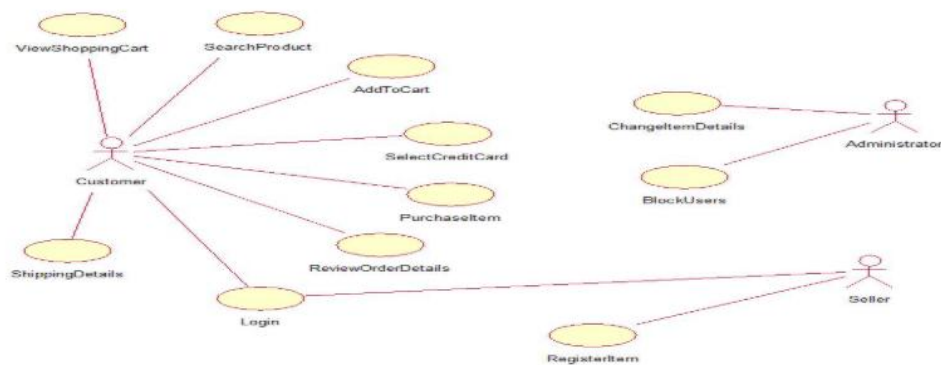 ViewShoppingCart
SearchProduct
AddToCart
ChangeItemDetails
Administrator
SelectCreditCard
Customer
BlockUsers
PurchaseItem
ShippingDetails
ReviewOrderDetails
Seller
Login
RegisterItem